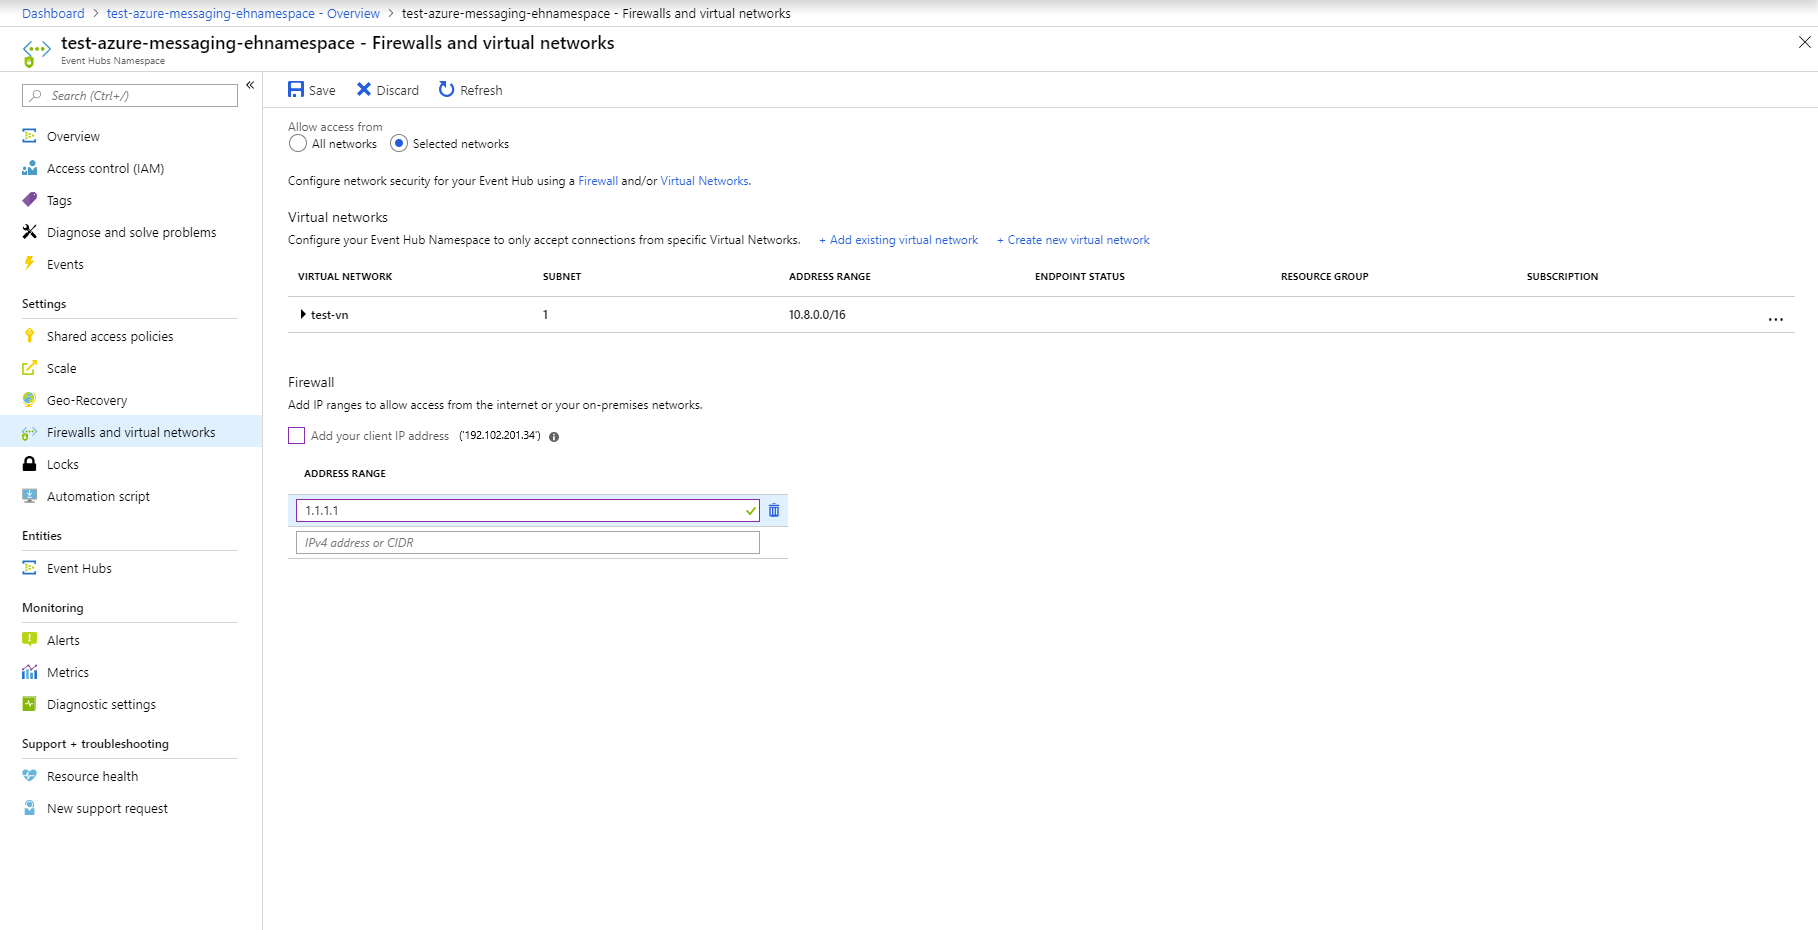 Dashboard > test-azure-messaging-ehnamespace - Overview > test-azure-messaging-ehnamespace - Firewalls and virtual networks
test-azure-messaging-ehnamespace - Firewalls and virtual networks
Event Hubs Namespace
Search (Ctrl+/)
Overview
Access control (IAM)
Tags
Diagnose and solve problems
Events
Settings
Shared access policies
Scale
Geo-Recovery
Firewalls and virtual networks
Locks
Automation script
Entities
Event Hubs
Monitoring
Alerts
Metrics
Diagnostic settings
Support + troubleshooting
Resource health
New support request
Save Discard Refresh
Allow access from
All networks Selected networks
Configure network security for your Event Hub using a Firewall and/or Virtual Networks.
Virtual networks
Configure your Event Hub Namespace to only accept connections from specific Virtual Networks. + Add existing virtual network + Create new virtual network
VIRTUAL NETWORK SUBNET ADDRESS RANGE ENDPOINT STATUS RESOURCE GROUP SUBSCRIPTION
test-vn 1 10.8.0.0/16 ...
Firewall
Add IP ranges to allow access from the internet or your on-premises networks.
Add your client IP address ('192.102.201.34')
ADDRESS RANGE
1.1.1.1
IPv4 address or CIDR